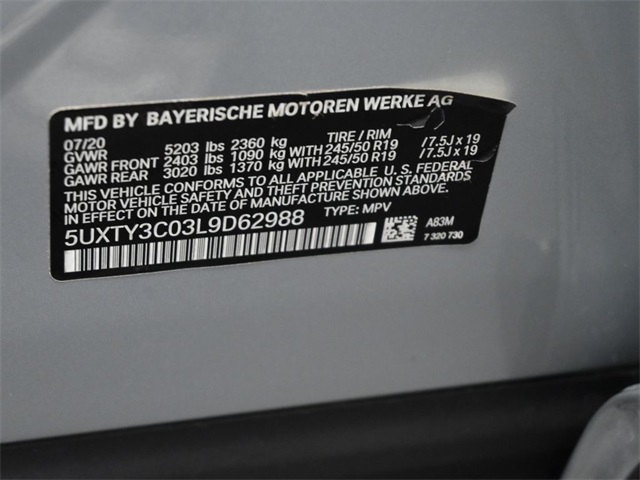 MFD BY BAYERISCHE MOTOREN WERKE AG
07/20 TIRE / RIM
GVWR 5203 lbs 2360 kg
GAWR FRONT 2403 lbs 1090 kg WITH 245/50 R19 /7.5J x 19
GAWR REAR 3020 lbs 1370 kg WITH 245/50 R19 /7.5J x 19
THIS VEHICLE CONFORMS TO ALL APPLICABLE U. S. FEDERAL
MOTOR VEHICLE SAFETY, BUMPER, AND THEFT PREVENTION
STANDARDS IN EFFECT ON THE DATE OF MANUFACTURE SHOWN ABOVE.
5UXTY3C03L9D62988 TYPE: MPV
A83M
7 320 730